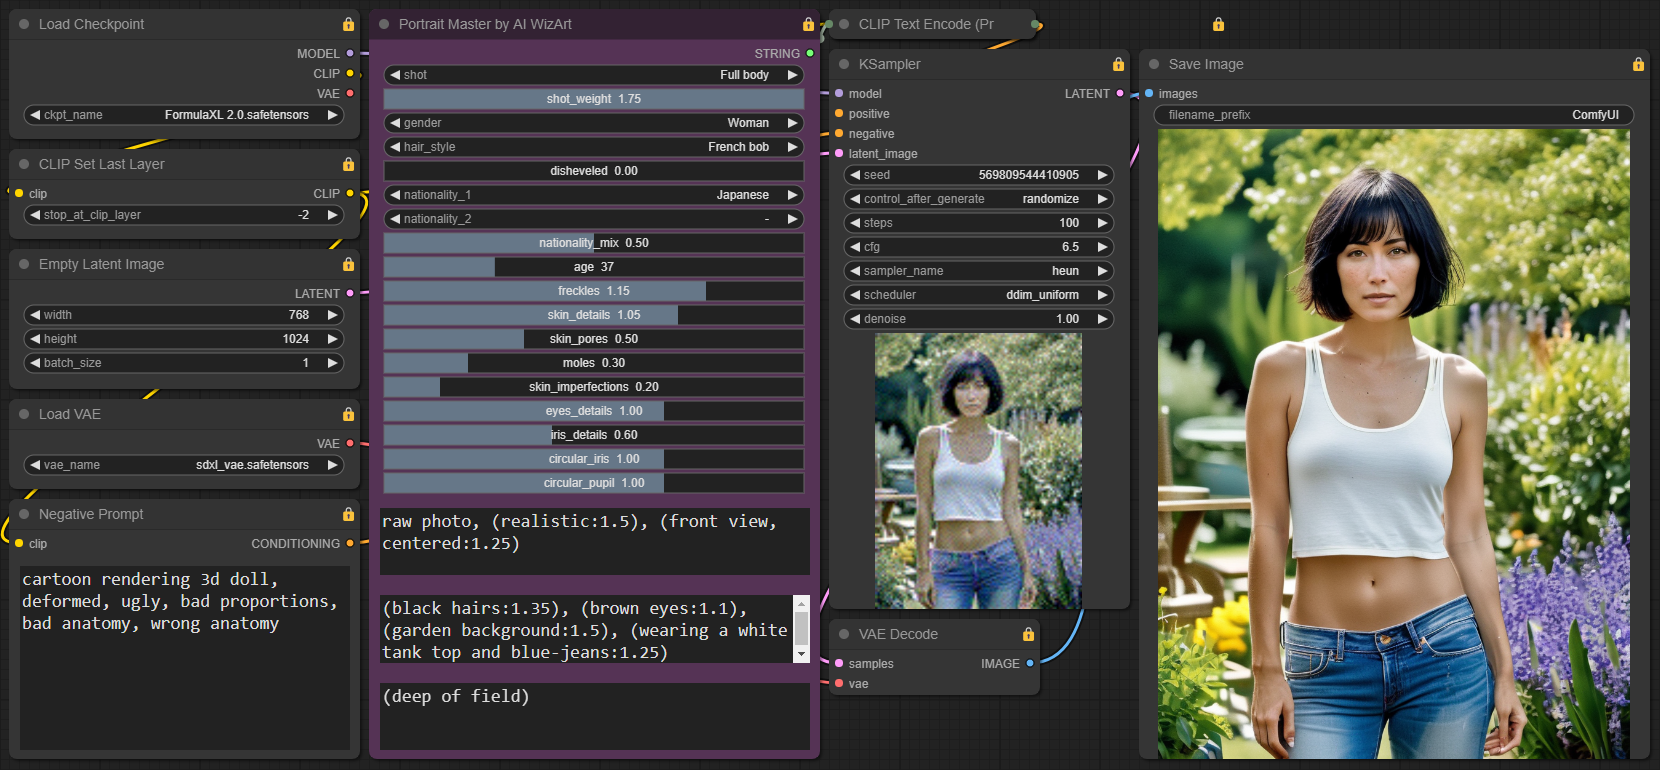 Load Checkpoint
MODEL
CLIP
VAE
ckpt_name FormulaXL 2.0.safetensors
CLIP Set Last Layer
clip CLIP
stop_at_clip_layer -2
Empty Latent Image
LATENT
width 768
height 1024
batch_size 1
Load VAE
VAE
vae_name sdxl_vae.safetensors
Negative Prompt
clip CONDITIONING
cartoon rendering 3d doll,
deformed, ugly, bad proportions,
bad anatomy, wrong anatomy
Portrait Master by AI WizArt
STRING
shot Full body
shot_weight 1.75
gender Woman
hair_style French bob
disheveled 0.00
nationality_1 Japanese
nationality_2 -
nationality_mix 0.50
age 37
freckles 1.15
skin_details 1.05
skin_pores 0.50
moles 0.30
skin_imperfections 0.20
eyes_details 1.00
iris_details 0.60
circular_iris 1.00
circular_pupil 1.00
raw photo, (realistic:1.5), (front view,
centered:1.25)
(black hairs:1.35), (brown eyes:1.1),
(garden background:1.5), (wearing a white
tank top and blue-jeans:1.25)
(deep of field)
CLIP Text Encode (Pr
KSampler
model LATENT
positive
negative
latent_image
seed 569809544410905
control_after_generate randomize
steps 100
cfg 6.5
sampler_name heun
scheduler ddim_uniform
denoise 1.00
VAE Decode
samples IMAGE
vae
Save Image
images
filename_prefix ComfyUI